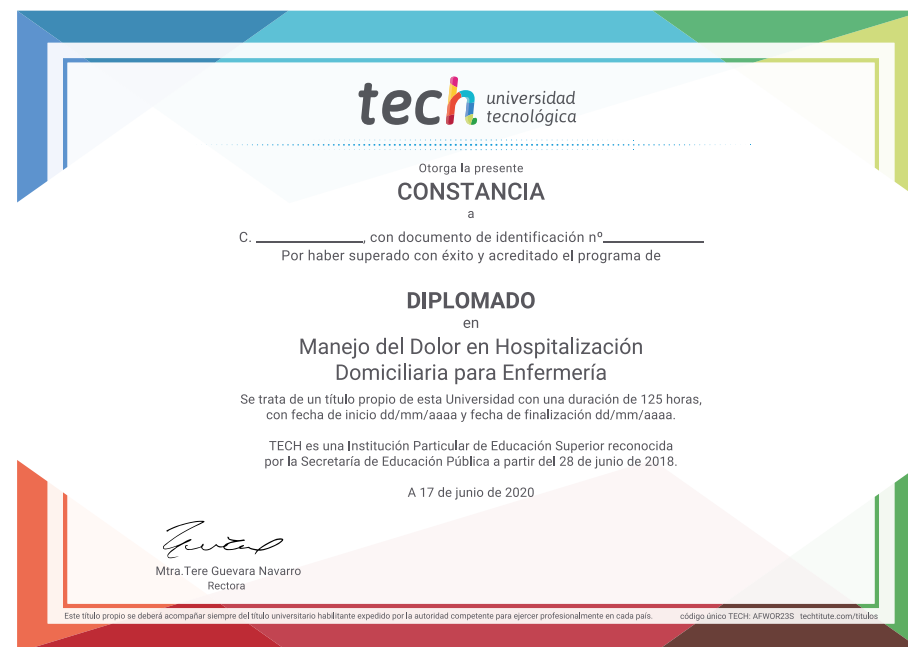 tech universidad
tecnológica
Otorga la presente
CONSTANCIA
a
C. ______________, con documento de identificación nº_____________
Por haber superado con éxito y acreditado el programa de
DIPLOMADO
en
Manejo del Dolor en Hospitalización
Domiciliaria para Enfermería
Se trata de un título propio de esta Universidad con una duración de 125 horas,
con fecha de inicio dd/mm/aaaa y fecha de finalización dd/mm/aaaa.
TECH es una Institución Particular de Educación Superior reconocida
por la Secretaría de Educación Pública a partir del 28 de junio de 2018.
A 17 de junio de 2020
Mtra.Tere Guevara Navarro
Rectora
Este título propio se deberá acompañar siempre del título universitario habilitante expedido por la autoridad competente para ejercer profesionalmente en cada país. código único TECH: AFWOR23S techtitute.com/titulos